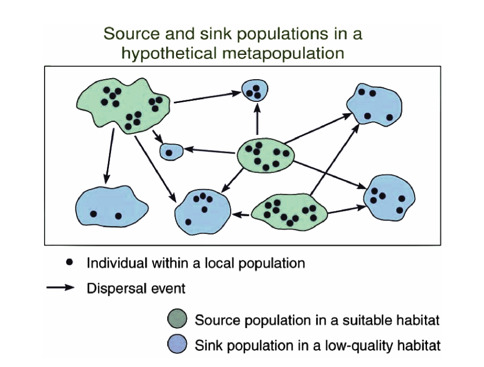 Source and sink populations in a
hypothetical metapopulation
Individual within a local population
Dispersal event
Source population in a suitable habitat
Sink population in a low-quality habitat